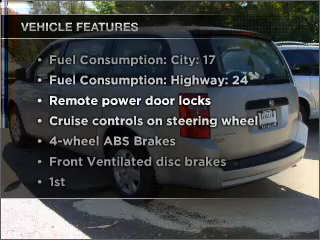 VEHICLE FEATURES
• Fuel Consumption: City: 17
• Fuel Consumption: Highway: 24
• Remote power door locks
• Cruise controls on steering wheel
• 4-wheel ABS Brakes
• Front Ventilated disc brakes
• 1st